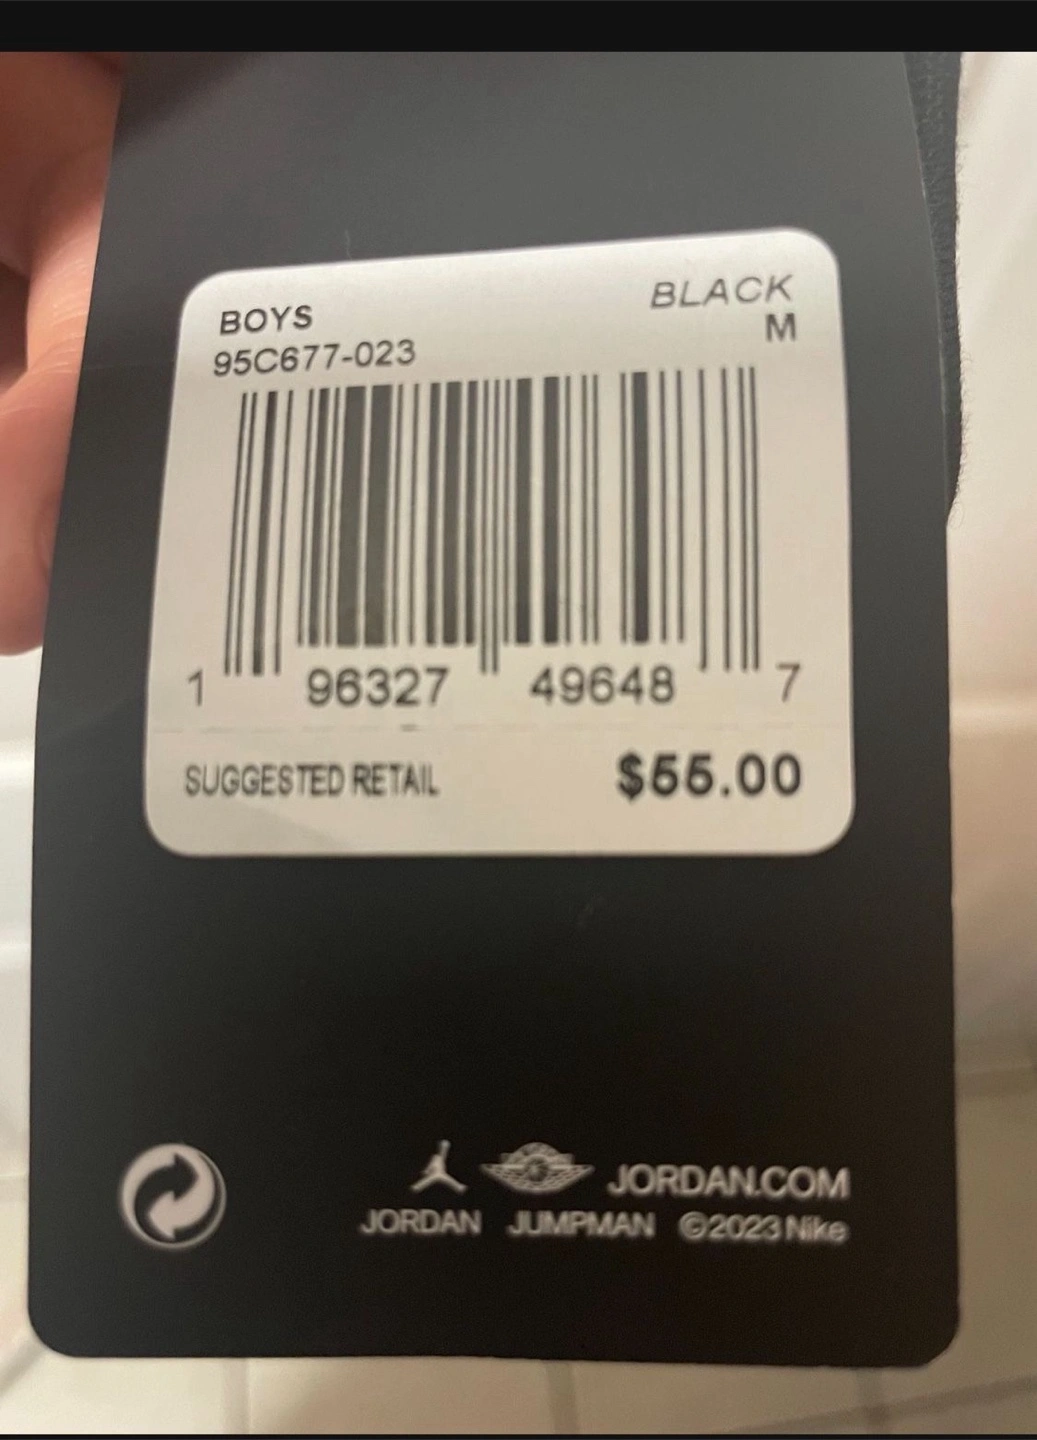 BOYS BLACK
95C677-023 M
1 96327 49648 7
SUGGESTED RETAIL $55.00
JORDAN.COM
JORDAN JUMPMAN ©2023 Nike